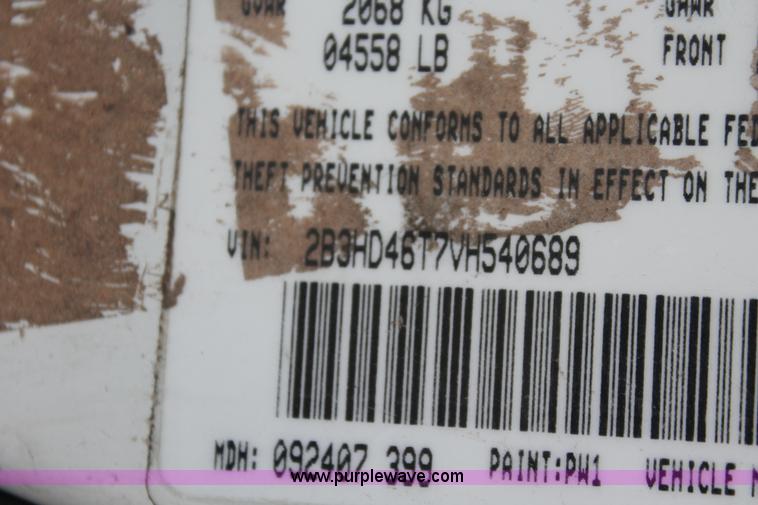 GVWR 2068 KG GAWR
04558 LB FRONT
THIS VEHICLE CONFORMS TO ALL APPLICABLE FED
THEFT PREVENTION STANDARDS IN EFFECT ON THE
VIN: 2B3HD46T7VH540689
MDH: 092407 399 PAINT:PW1 VEHICLE M
www.purplewave.com